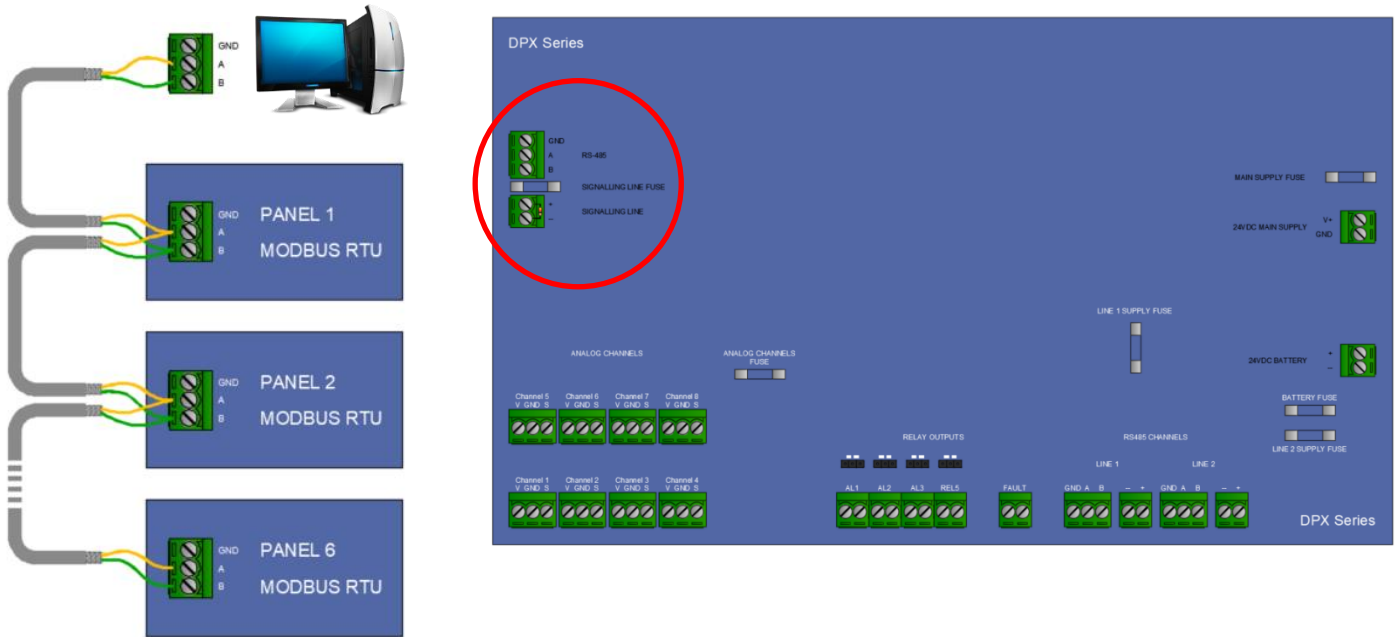 GND
A
B
GND
A
B
PANEL 1
MODBUS RTU
GND
A
B
PANEL 2
MODBUS RTU
GND
A
B
PANEL 6
MODBUS RTU
DPX Series
GND
A
B
RS-485
SIGNALLING LINE FUSE
+
–
SIGNALLING LINE
MAIN SUPPLY FUSE
24VDC MAIN SUPPLY
V+
GND
LINE 1 SUPPLY FUSE
ANALOG CHANNELS
ANALOG CHANNELS
FUSE
24VDC BATTERY
+
–
BATTERY FUSE
LINE 2 SUPPLY FUSE
Channel 5 Channel 6 Channel 7 Channel 8
V GND S V GND S V GND S V GND S
Channel 1 Channel 2 Channel 3 Channel 4
V GND S V GND S V GND S V GND S
RELAY OUTPUTS
AL1 AL2 AL3 REL5 FAULT
RS485 CHANNELS
LINE 1 LINE 2
GND A B – + GND A B – +
DPX Series